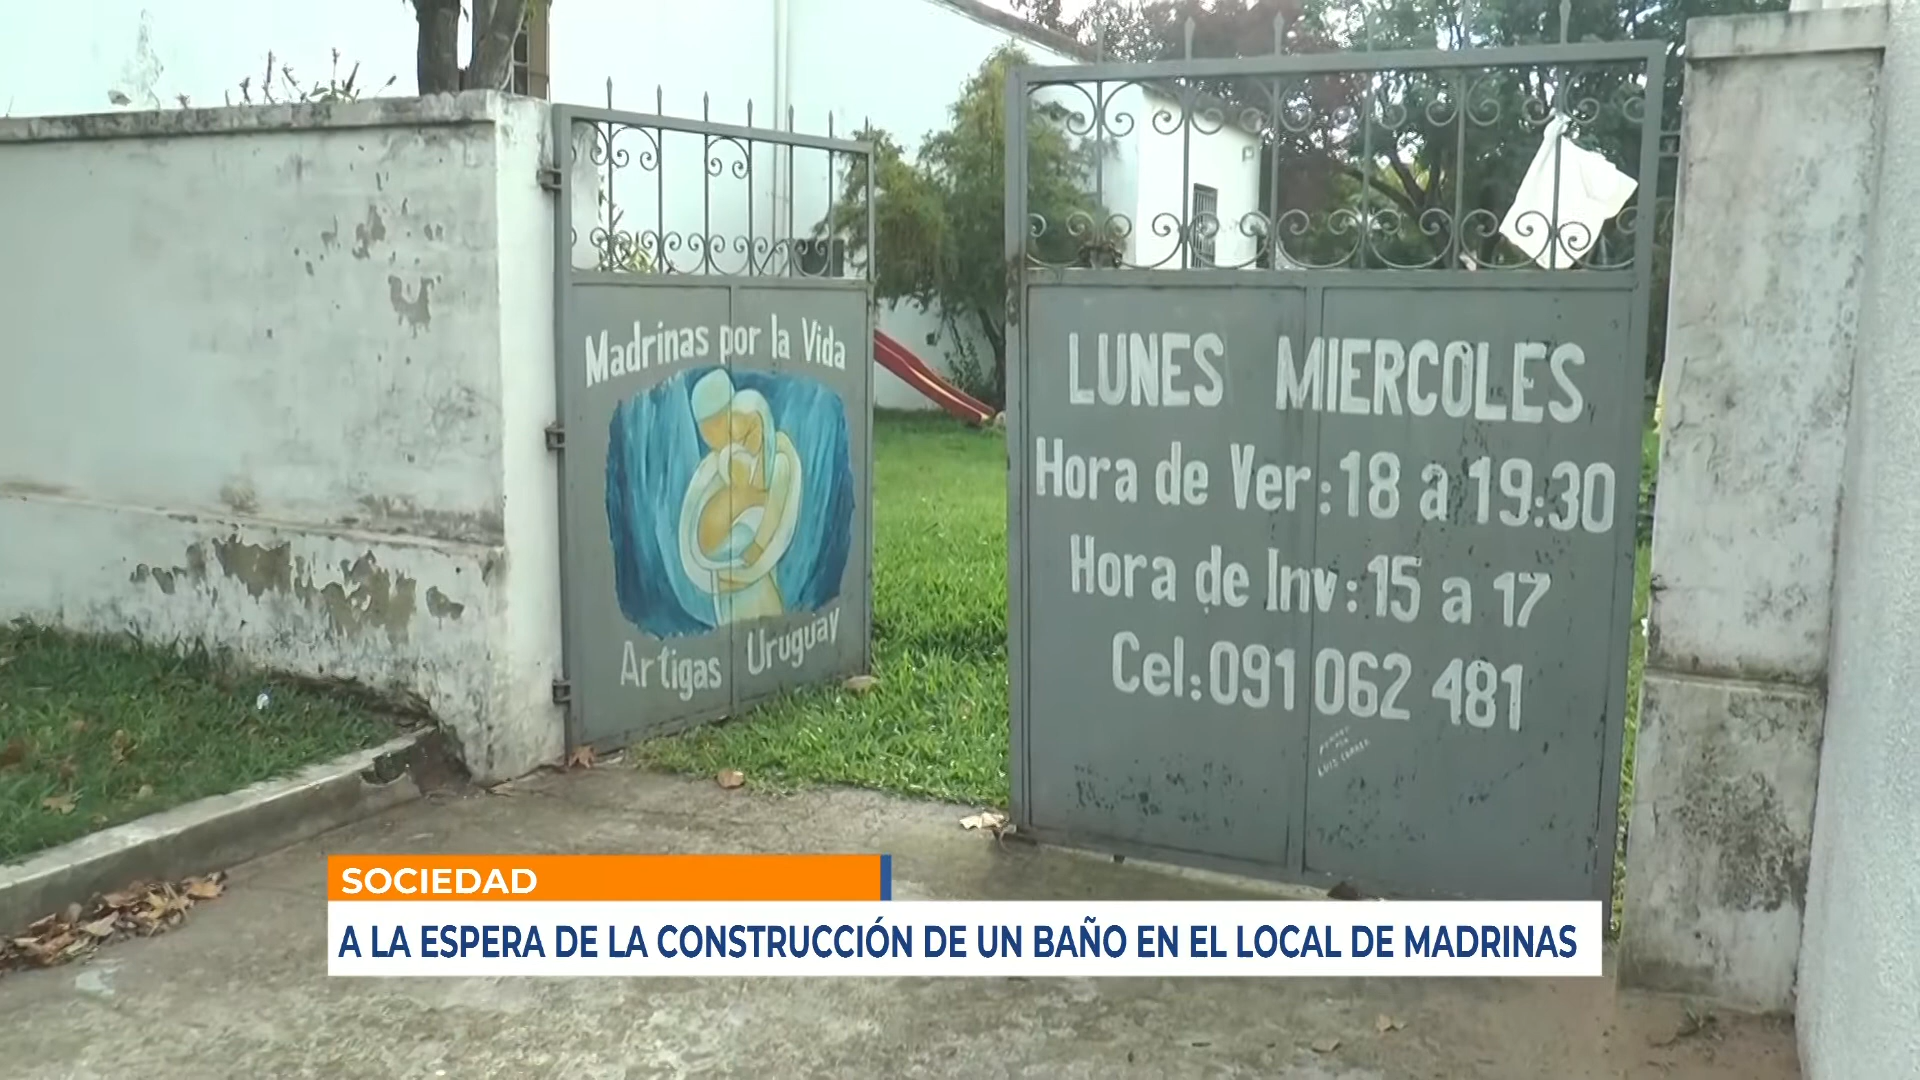 Madrinas por la Vida
Artigas Uruguay
LUNES MIERCOLES
Hora de Ver: 18 a 19:30
Hora de Inv: 15 a 17
Cel: 091 062 481
LUIS
SOCIEDAD
A LA ESPERA DE LA CONSTRUCCIÓN DE UN BAÑO EN EL LOCAL DE MADRINAS